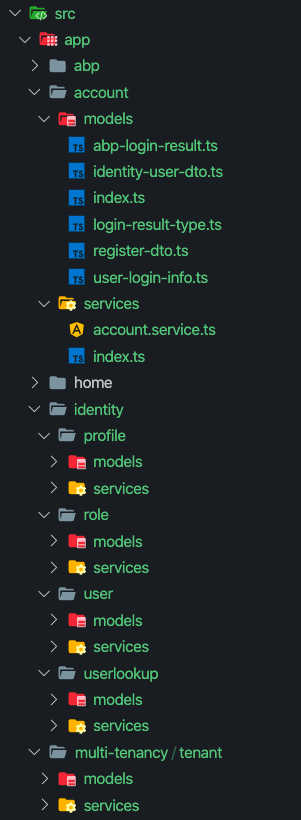 src
app
abp
account
models
abp-login-result.ts
identity-user-dto.ts
index.ts
login-result-type.ts
register-dto.ts
user-login-info.ts
services
account.service.ts
index.ts
home
identity
profile
models
services
role
models
services
user
models
services
userlookup
models
services
multi-tenancy / tenant
models
services